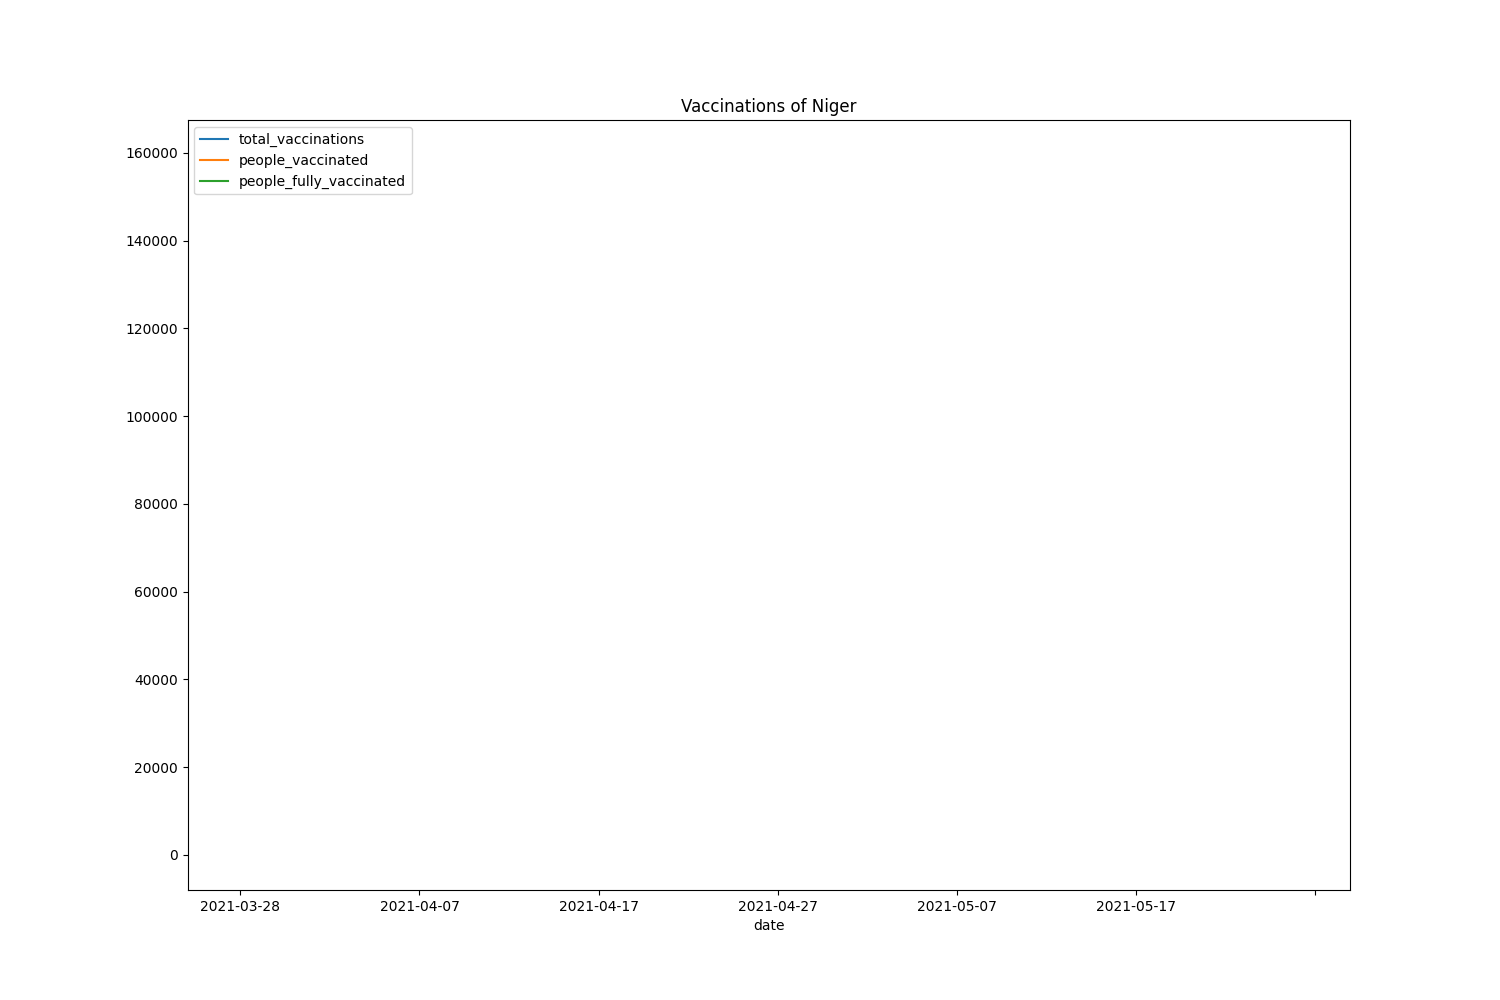 Vaccinations of Niger
total_vaccinations
people_vaccinated
people_fully_vaccinated
160000
140000
120000
100000
80000
60000
40000
20000
0
2021-03-28 2021-04-07 2021-04-17 2021-04-27 2021-05-07 2021-05-17
date